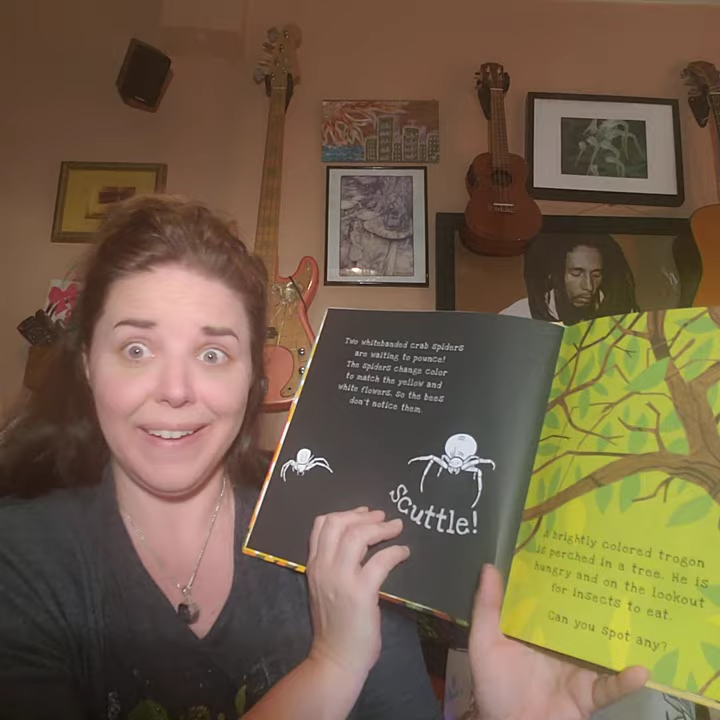 Two whitebanded crab spiders
are waiting to pounce!
The spiders change color
to match the yellow and
white flowers, so the bees
don't notice them.
Scuttle!
A brightly colored trogon
is perched in a tree. He is
hungry and on the lookout
for insects to eat.
Can you spot any?